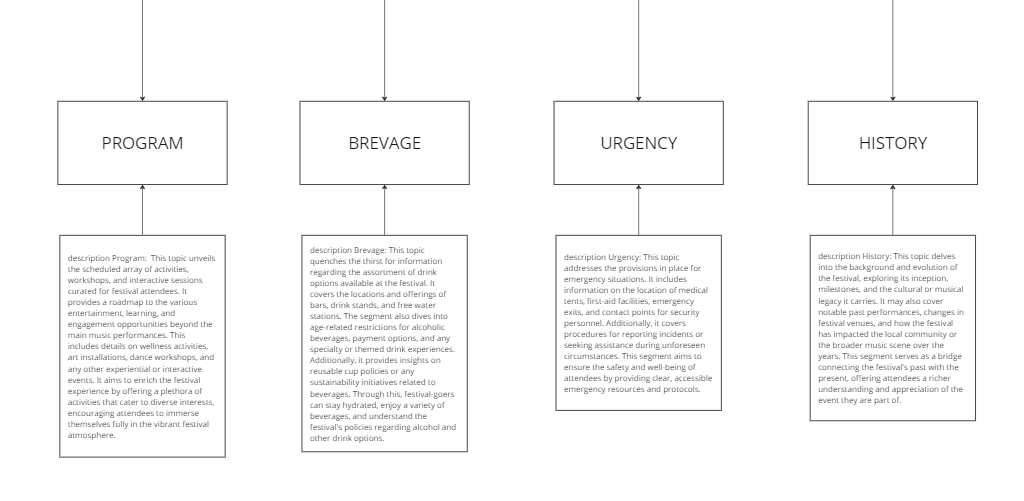 PROGRAM
BREVAGE
URGENCY
HISTORY
description Program:  This topic unveils
the scheduled array of activities,
workshops, and interactive sessions
curated for festival attendees. It
provides a roadmap to the various
entertainment, learning, and
engagement opportunities beyond the
main music performances. This
includes details on wellness activities,
art installations, dance workshops, and
any other experiential or interactive
events. It aims to enrich the festival
experience by offering a plethora of
activities that cater to diverse interests,
encouraging attendees to immerse
themselves fully in the vibrant festival
atmosphere.
description Brevage: This topic
quenches the thirst for information
regarding the assortment of drink
options available at the festival. It
covers the locations and offerings of
bars, drink stands, and free water
stations. The segment also dives into
age-related restrictions for alcoholic
beverages, payment options, and any
specialty or themed drink experiences.
Additionally, it provides insights on
reusable cup policies or any
sustainability initiatives related to
beverages. Through this, festival-goers
can stay hydrated, enjoy a variety of
beverages, and understand the
festival's policies regarding alcohol and
other drink options.
description Urgency: This topic
addresses the provisions in place for
emergency situations. It includes
information on the location of medical
tents, first-aid facilities, emergency
exits, and contact points for security
personnel. Additionally, it covers
procedures for reporting incidents or
seeking assistance during unforeseen
circumstances. This segment aims to
ensure the safety and well-being of
attendees by providing clear, accessible
emergency resources and protocols.
description History: This topic delves
into the background and evolution of
the festival, exploring its inception,
milestones, and the cultural or musical
legacy it carries. It may also cover
notable past performances, changes in
festival venues, and how the festival
has impacted the local community or
the broader music scene over the
years. This segment serves as a bridge
connecting the festival's past with the
present, offering attendees a richer
understanding and appreciation of the
event they are part of.